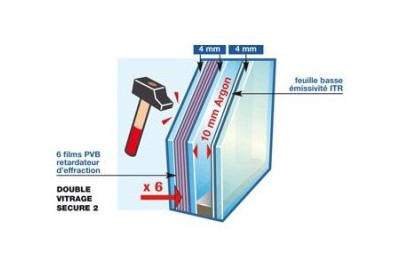 4 mm
4 mm
feuille basse
émissivité ITR
10 mm Argon
6 films PVB
retardateur
d'effraction
DOUBLE
VITRAGE
SECURE 2
x 6